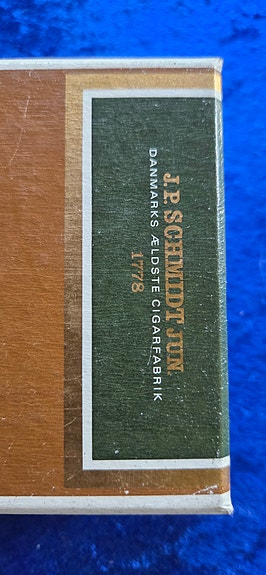 J.P. SCHMIDT JUN
DANMARKS ÆLDSTE CIGARFABRIK
1778